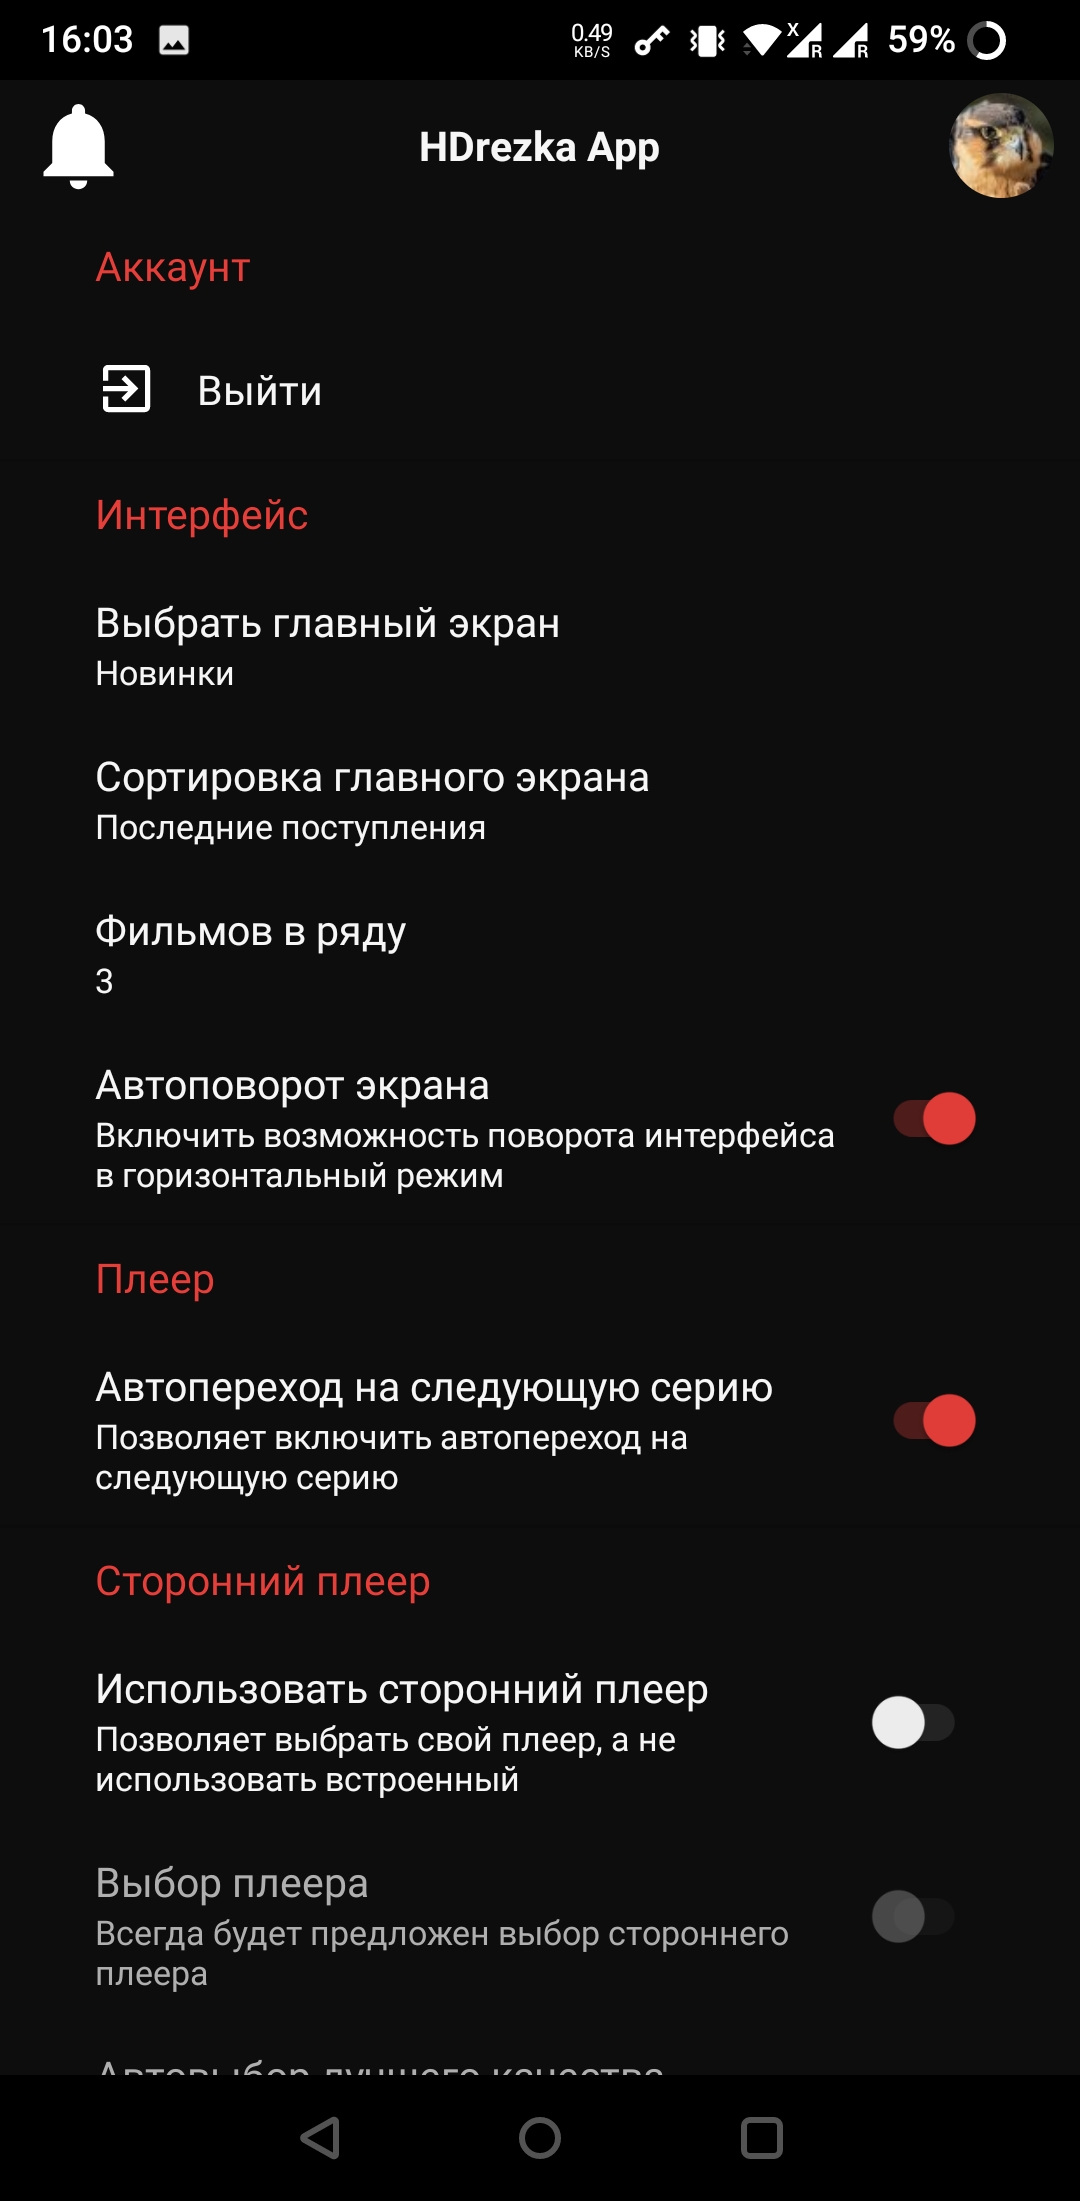 16:03
0.49
KB/S
X
R
R
59%
HDrezka App
Аккаунт
Выйти
Интерфейс
Выбрать главный экран
Новинки
Сортировка главного экрана
Последние поступления
Фильмов в ряду
3
Автоповорот экрана
Включить возможность поворота интерфейса
в горизонтальный режим
Плеер
Автопереход на следующую серию
Позволяет включить автопереход на
следующую серию
Сторонний плеер
Использовать сторонний плеер
Позволяет выбрать свой плеер, а не
использовать встроенный
Выбор плеера
Всегда будет предложен выбор стороннего
плеера
Автовыбор лучшего качества